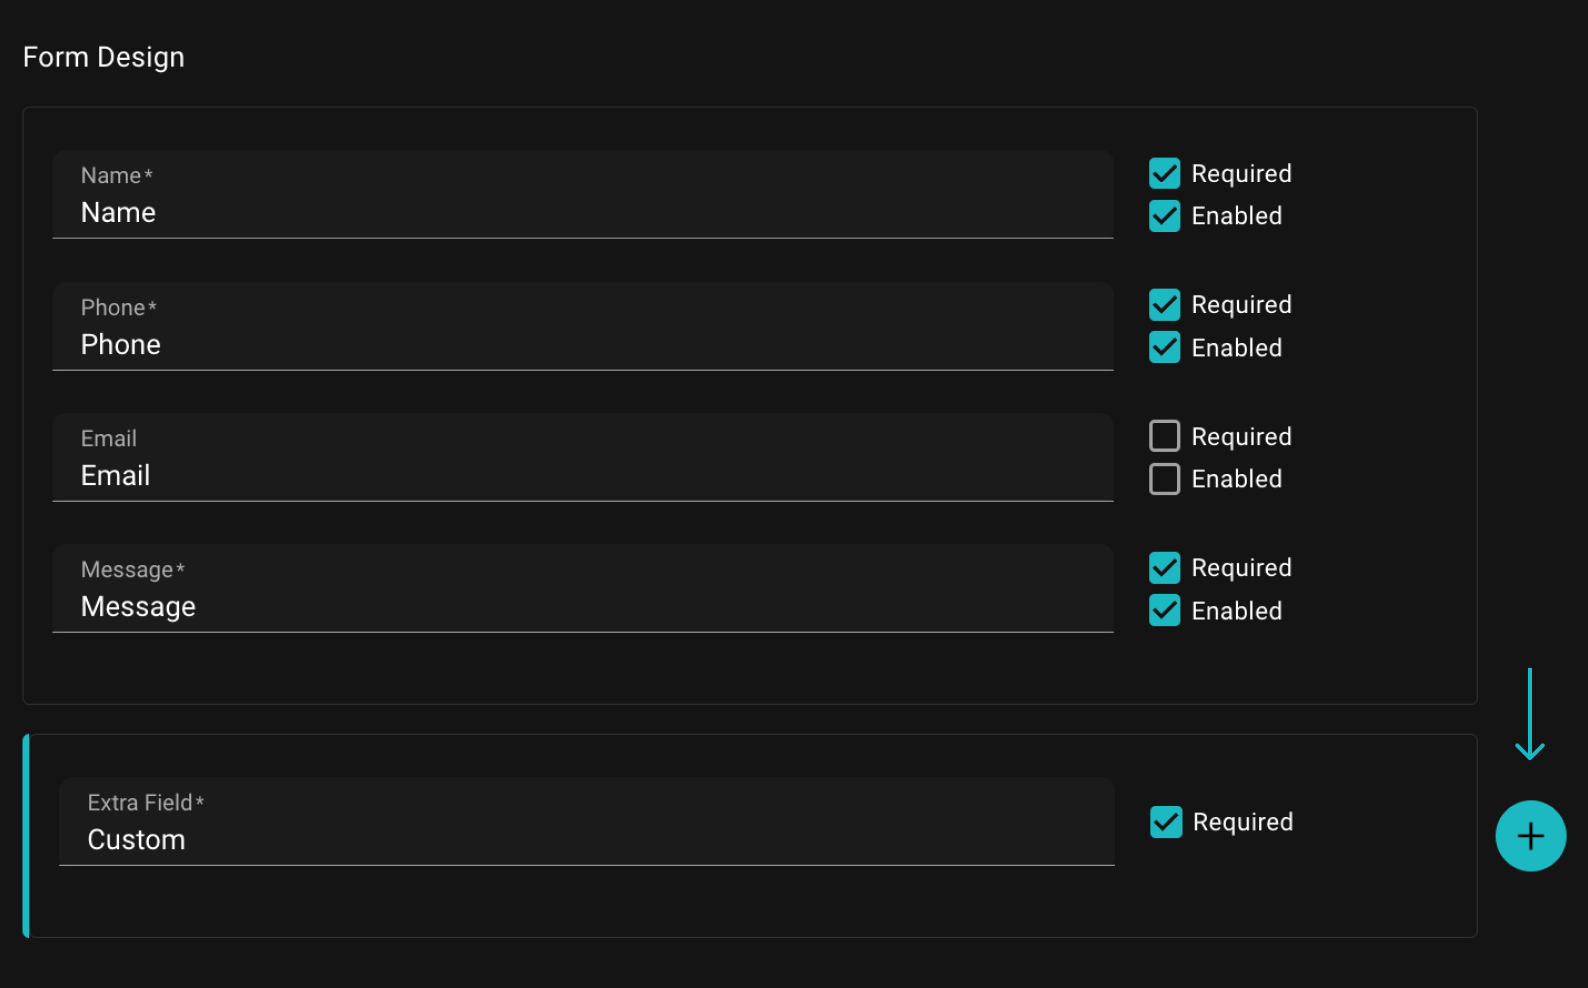 Form Design
Name*
Name
Required
Enabled
Phone*
Phone
Required
Enabled
Email
Email
Required
Enabled
Message*
Message
Required
Enabled
Extra Field*
Custom
Required